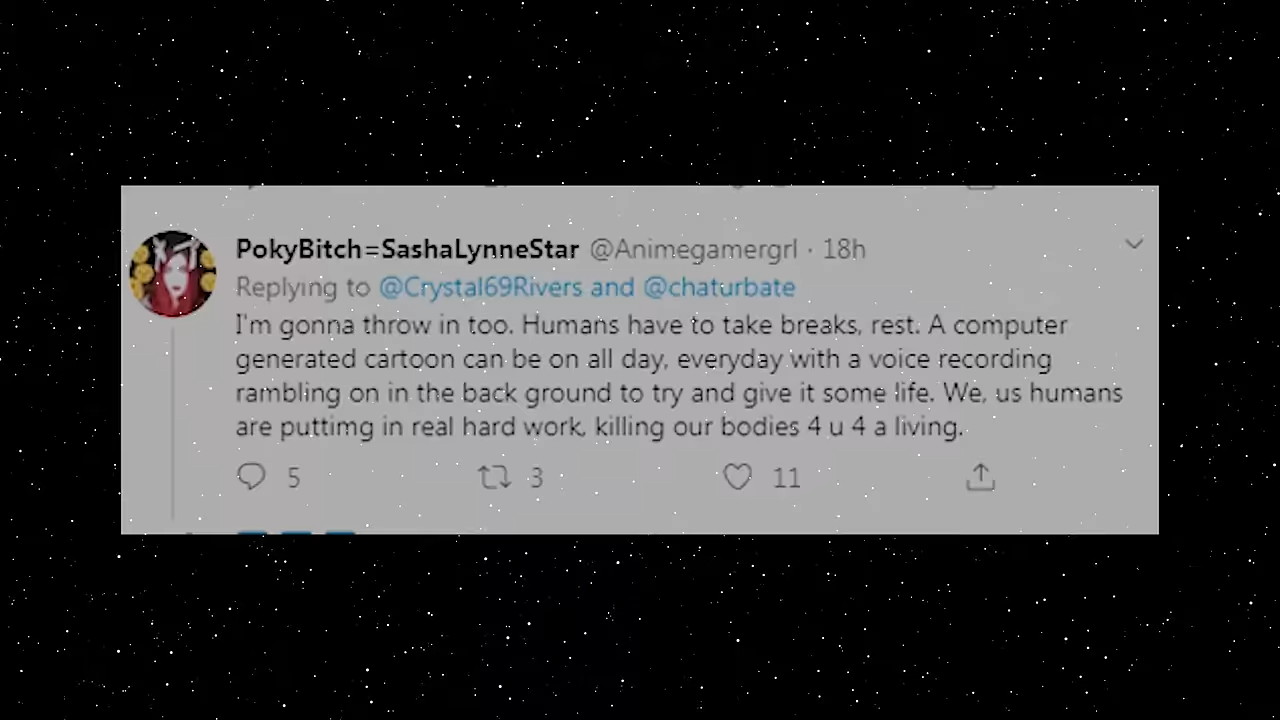 PokyBitch=SashaLynneStar @Animegamergrl · 18h
Replying to @Crystal69Rivers and @chaturbate
I'm gonna throw in too. Humans have to take breaks, rest. A computer
generated cartoon can be on all day, everyday with a voice recording
rambling on in the back ground to try and give it some life. We, us humans
are puttimg in real hard work, killing our bodies 4 u 4 a living.
5 3 11